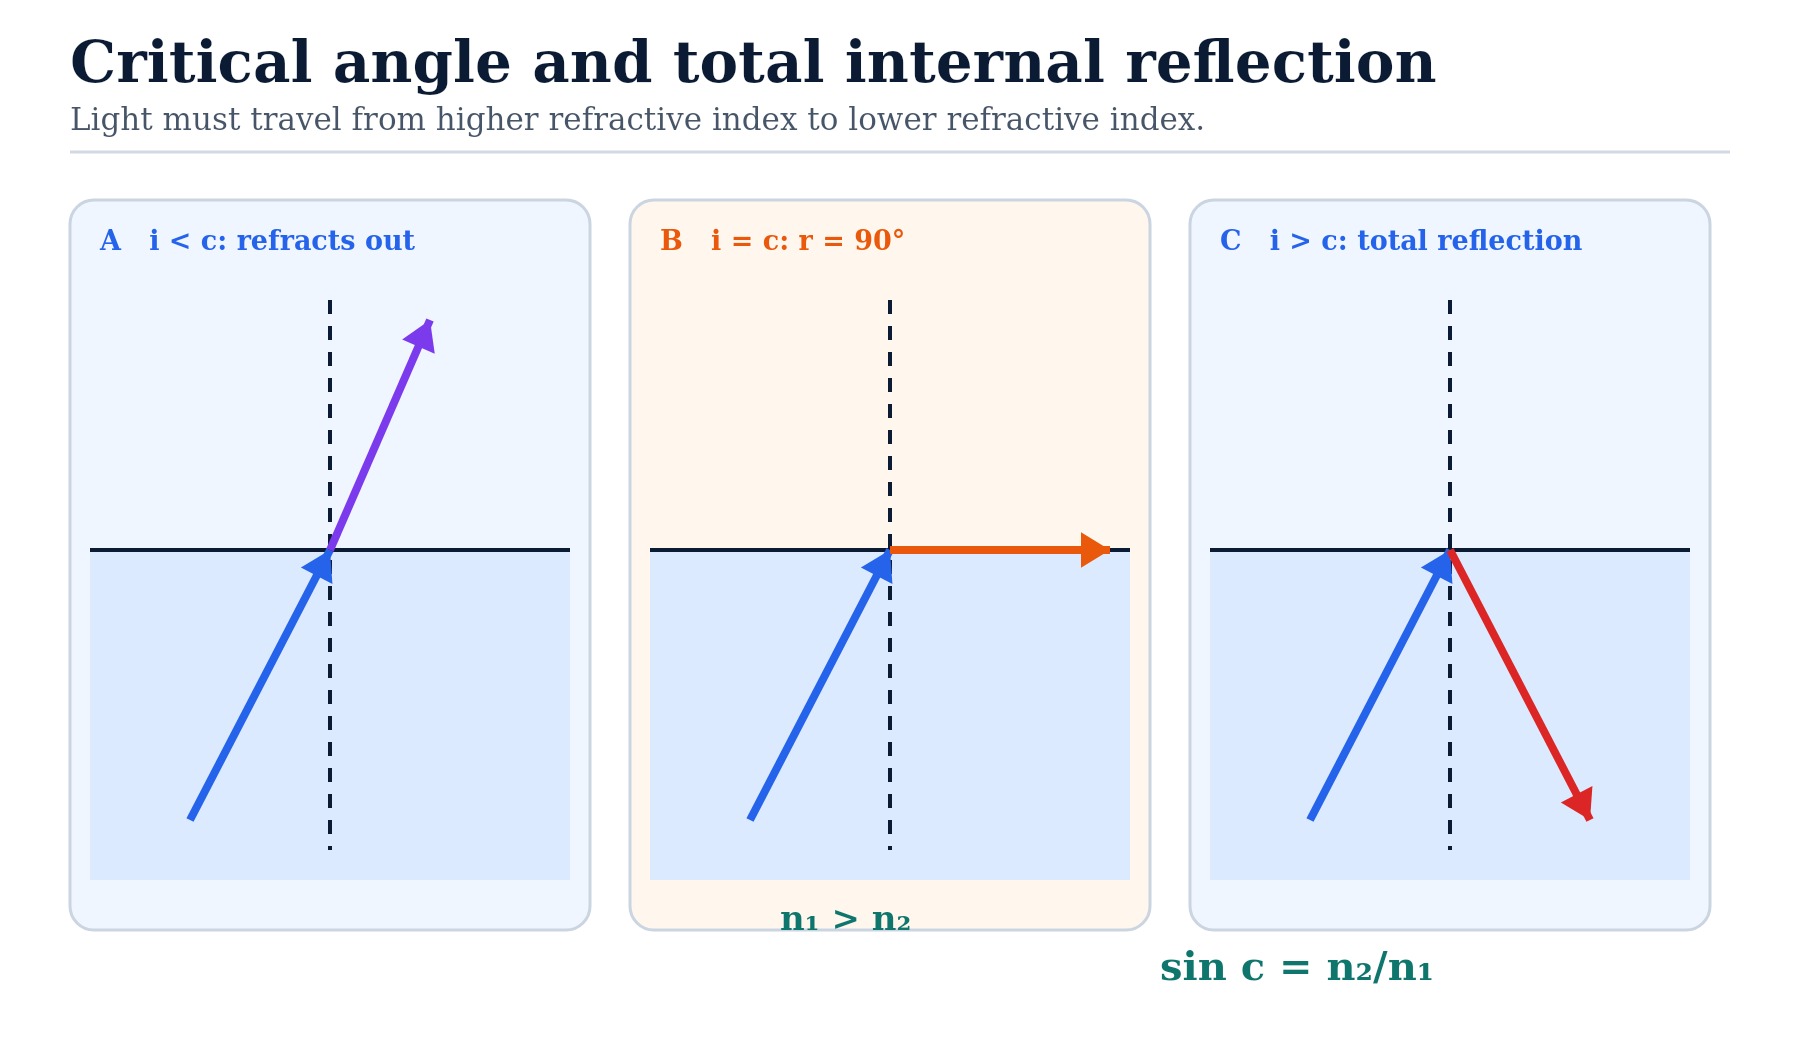 Critical angle and total internal reflection
Light must travel from higher refractive index to lower refractive index.
A i < c: refracts out
B i = c: r = 90°
C i > c: total reflection
n₁ > n₂
sin c = n₂/n₁